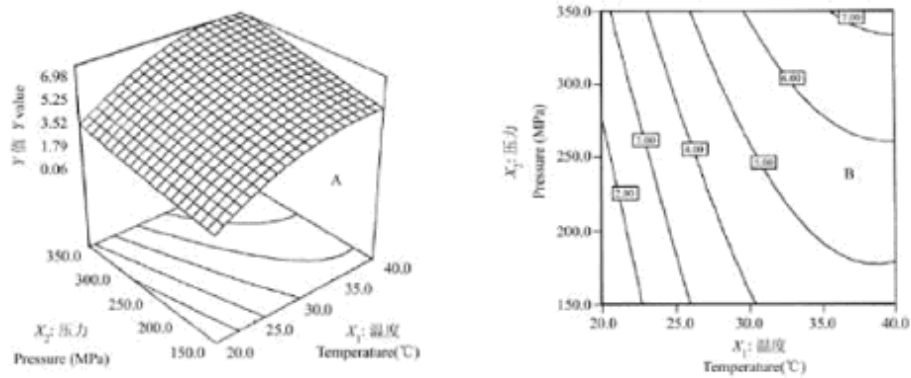 6.98
5.25
3.52
1.79
0.06
Y 值 Y value
A
350.0
300.0
250.0
200.0
150.0
X₂: 压力
Pressure (MPa)
40.0
35.0
30.0
25.0
20.0
X₁: 温度
Temperature(℃)
350.0
300.0
250.0
200.0
150.0
X₂: 压力
Pressure (MPa)
2.00
3.00
4.00
5.00
6.00
7.00
B
20.0 25.0 30.0 35.0 40.0
X₁: 温度
Temperature(℃)